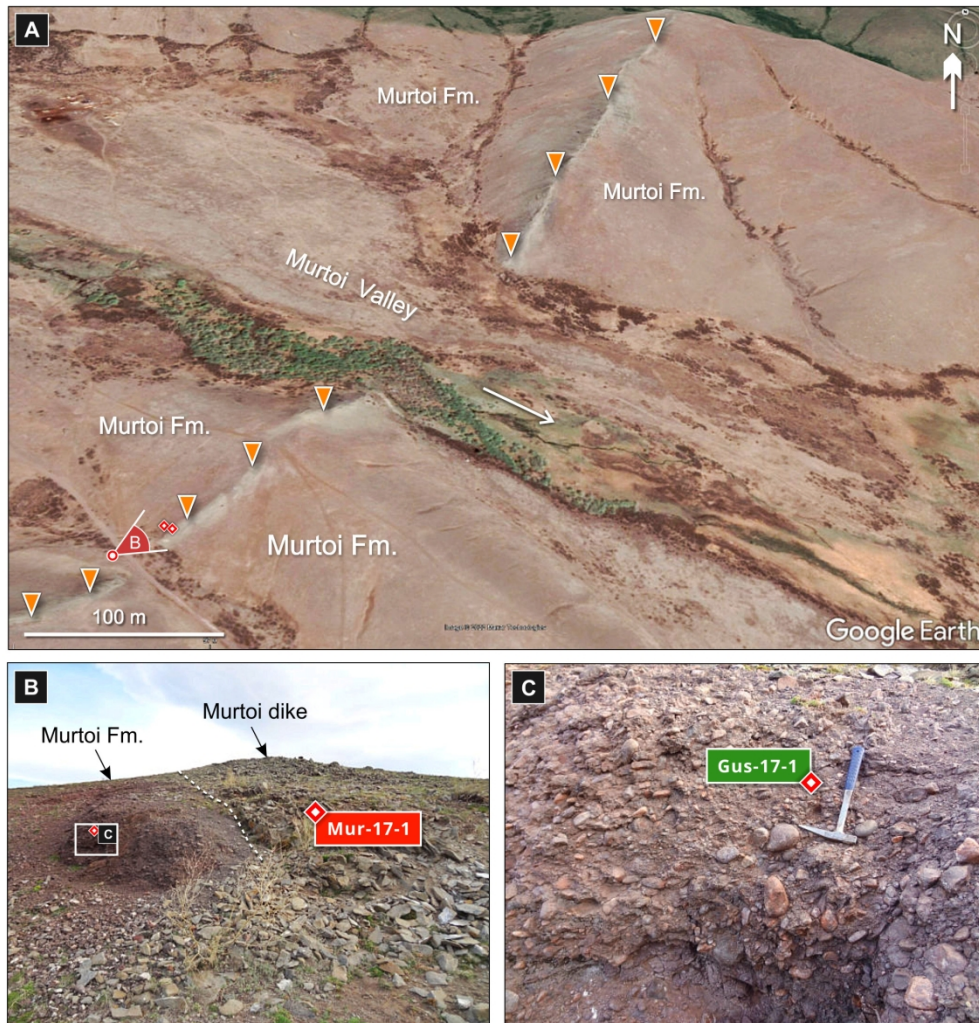 A
N
Murtoi Fm.
Murtoi Fm.
Murtoi Valley
Murtoi Fm.
Murtoi Fm.
B
100 m
Google Earth
B
Murtoi dike
Murtoi Fm.
C
Mur-17-1
C
Gus-17-1